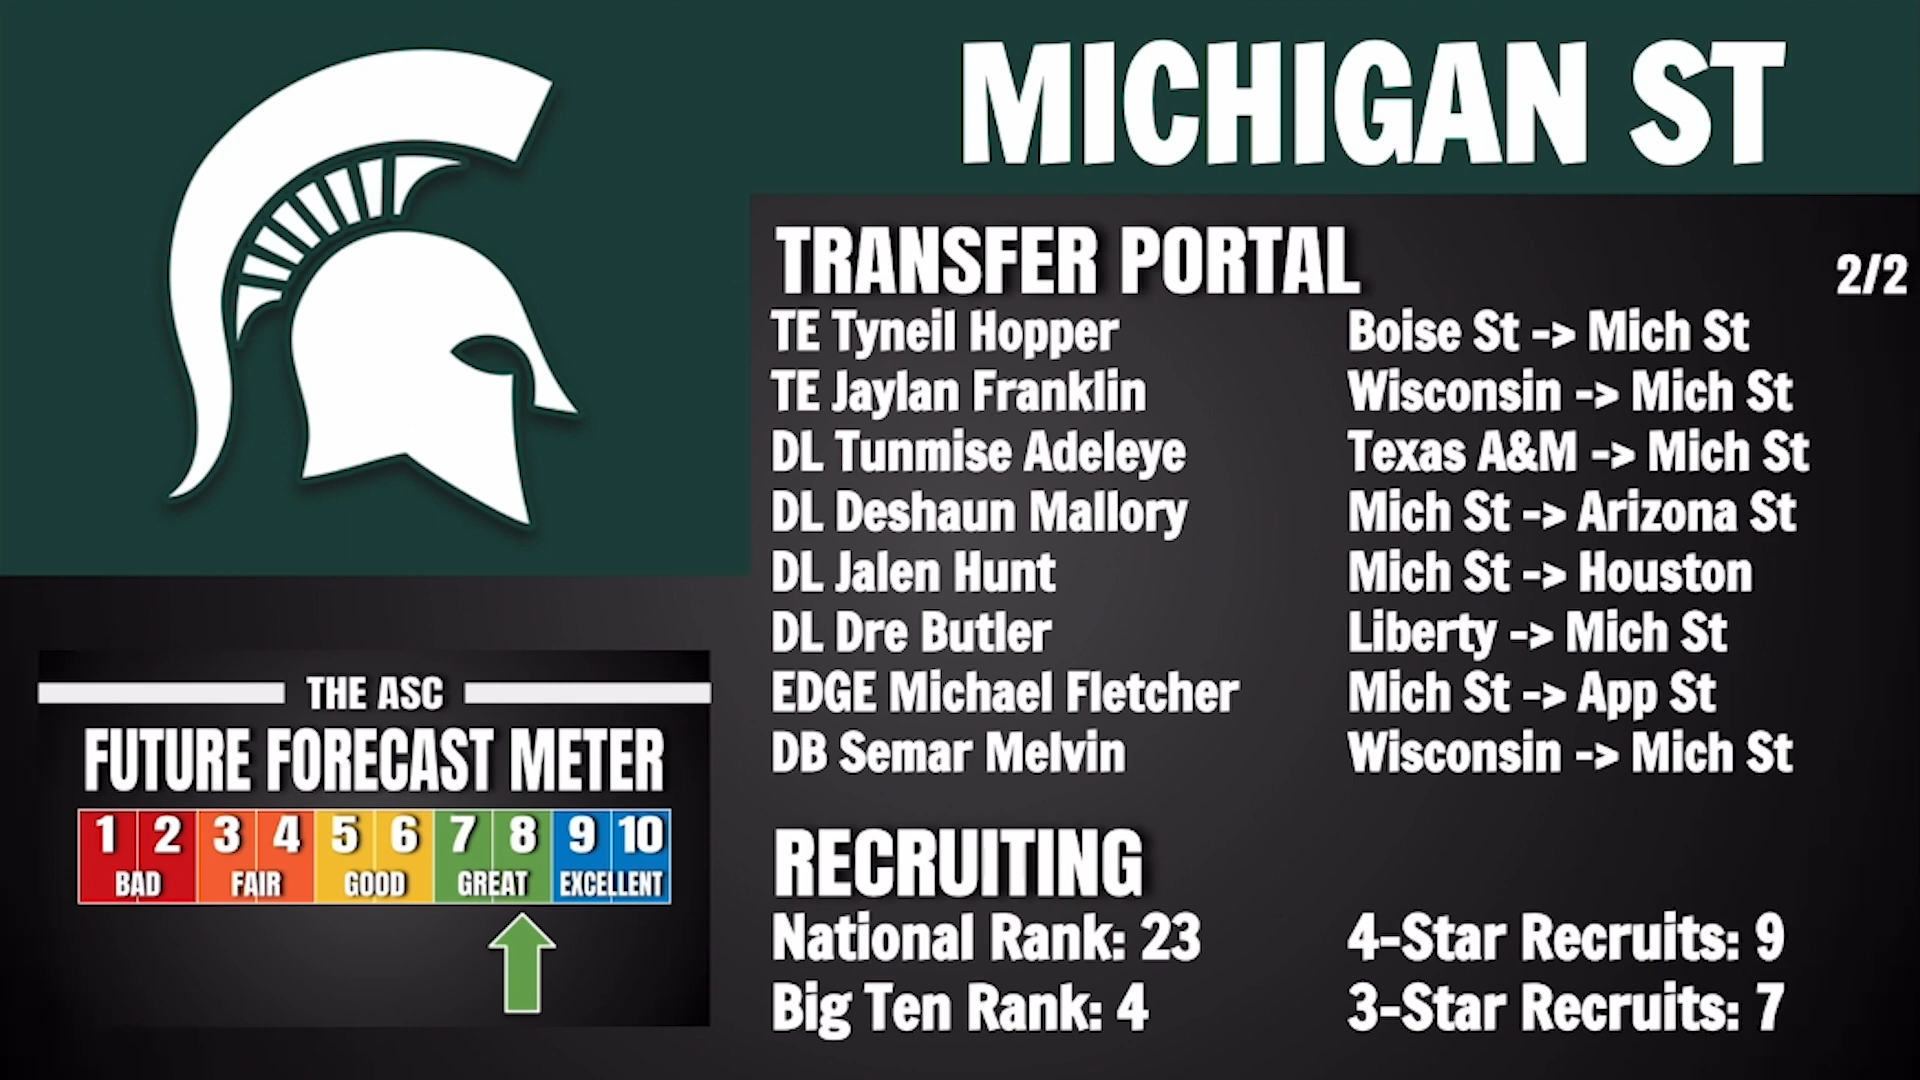 MICHIGAN ST
TRANSFER PORTAL
2/2
TE Tyneil Hopper Boise St -> Mich St
TE Jaylan Franklin Wisconsin -> Mich St
DL Tunmise Adeleye Texas A&M -> Mich St
DL Deshaun Mallory Mich St -> Arizona St
DL Jalen Hunt Mich St -> Houston
DL Dre Butler Liberty -> Mich St
EDGE Michael Fletcher Mich St -> App St
DB Semar Melvin Wisconsin -> Mich St
RECRUITING
National Rank: 23 4-Star Recruits: 9
Big Ten Rank: 4 3-Star Recruits: 7
THE ASC
FUTURE FORECAST METER
1 2 3 4 5 6 7 8 9 10
BAD FAIR GOOD GREAT EXCELLENT